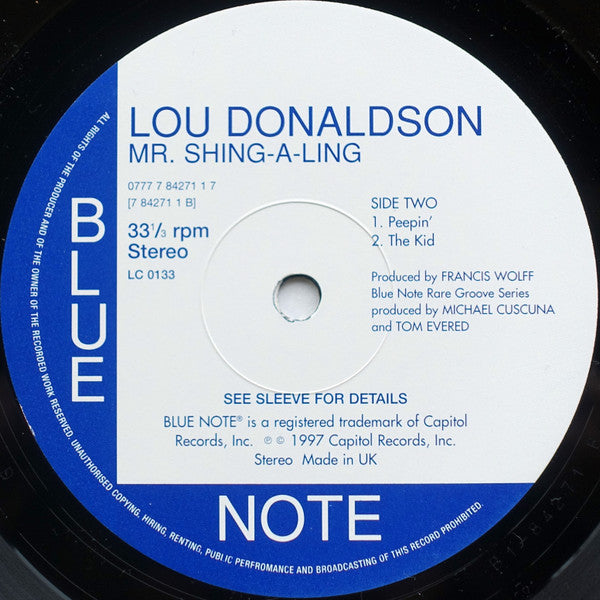 LOU DONALDSON
MR. SHING-A-LING
0777 7 84271 1 7
[7 84271 1 B]
33⅓ rpm
Stereo
LC 0133
SIDE TWO
1. Peepin'
2. The Kid
Produced by FRANCIS WOLFF
Blue Note Rare Groove Series
produced by MICHAEL CUSCUNA
and TOM EVERED
SEE SLEEVE FOR DETAILS
BLUE NOTE® is a registered trademark of Capitol
Records, Inc. ℗ © 1997 Capitol Records, Inc.
Stereo Made in UK
BLUE
NOTE
ALL RIGHTS OF THE PRODUCER AND OF THE OWNER OF THE RECORDED WORK RESERVED. UNAUTHORISED COPYING, HIRING, RENTING, PUBLIC PERFROMANCE AND BROADCASTING OF THIS RECORD PROHIBITED.